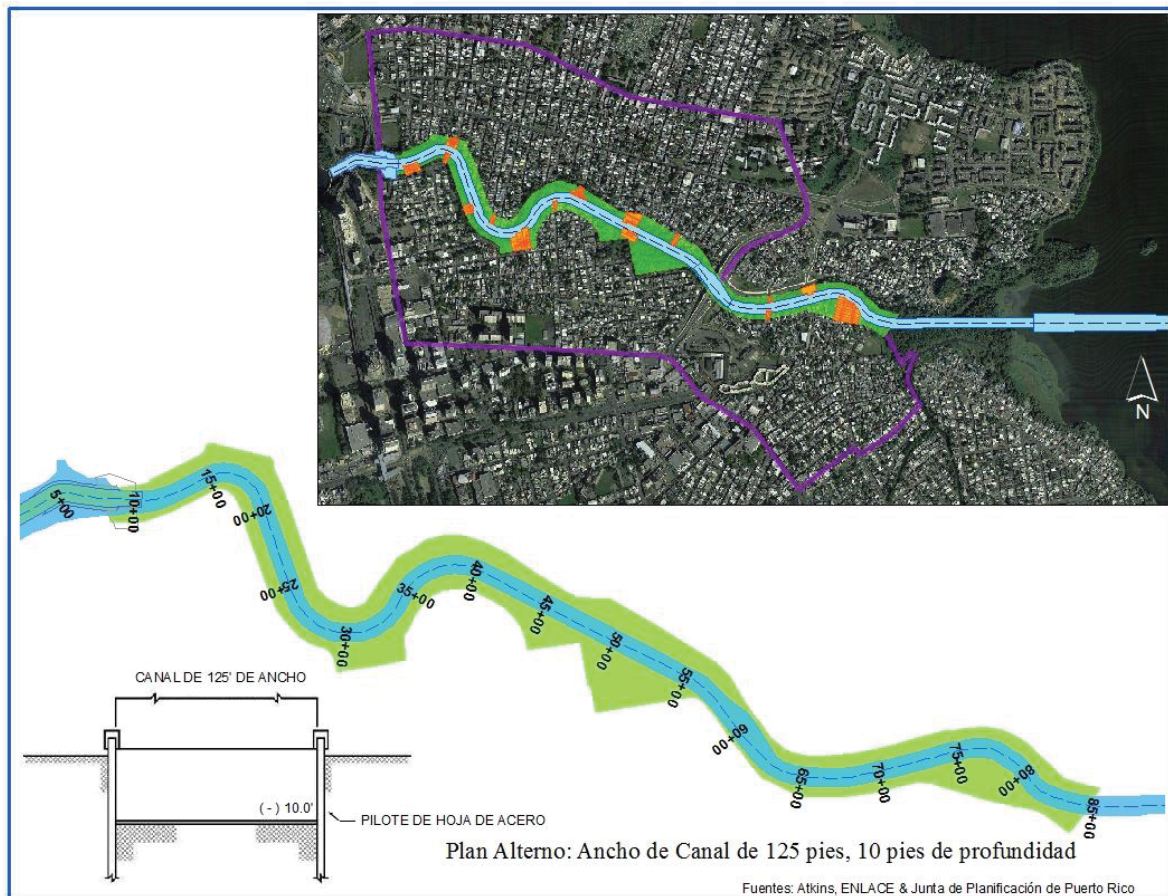 N
5+00
10+00
15+00
20+00
25+00
30+00
35+00
40+00
45+00
50+00
55+00
60+00
65+00
70+00
75+00
80+00
85+00
CANAL DE 125' DE ANCHO
( - ) 10.0'
PILOTE DE HOJA DE ACERO
Plan Alterno: Ancho de Canal de 125 pies, 10 pies de profundidad
Fuentes: Atkins, ENLACE & Junta de Planificación de Puerto Rico